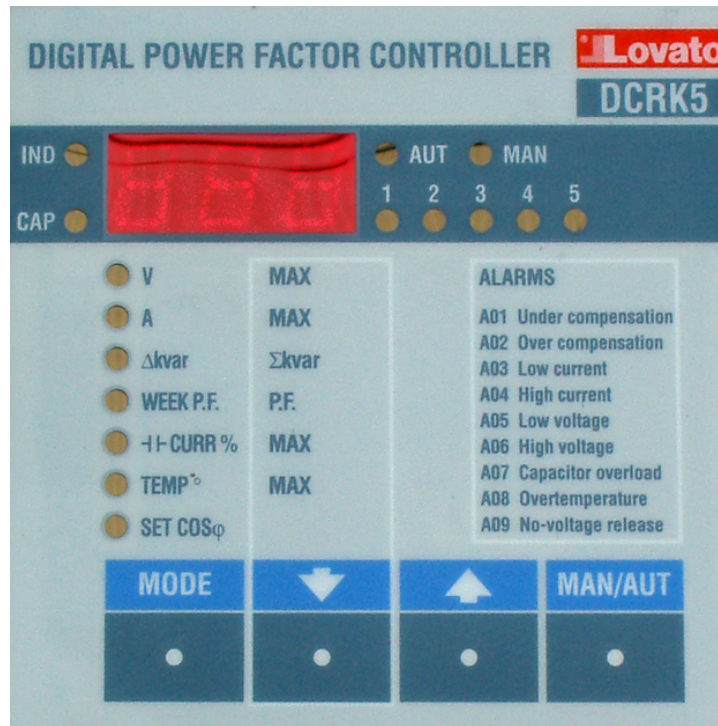 DIGITAL POWER FACTOR CONTROLLER
Lovato
DCRK5
IND
AUT MAN
1 2 3 4 5
CAP
V MAX
A MAX
Δkvar Σkvar
WEEK P.F. P.F.
⊣⊢CURR % MAX
TEMP° MAX
SET COSφ
ALARMS
A01 Under compensation
A02 Over compensation
A03 Low current
A04 High current
A05 Low voltage
A06 High voltage
A07 Capacitor overload
A08 Overtemperature
A09 No-voltage release
MODE
MAN/AUT